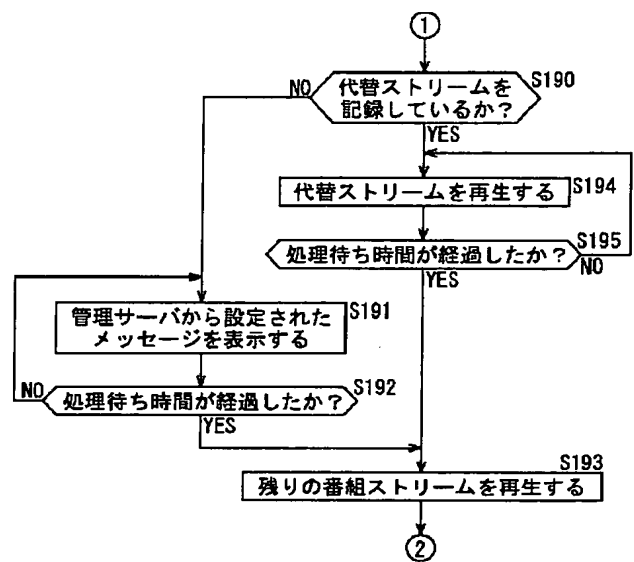 1
代替ストリームを
記録しているか?
S190
NO
YES
代替ストリームを再生する
S194
処理待ち時間が経過したか?
S195
NO
YES
管理サーバから設定された
メッセージを表示する
S191
処理待ち時間が経過したか?
S192
NO
YES
残りの番組ストリームを再生する
S193
2